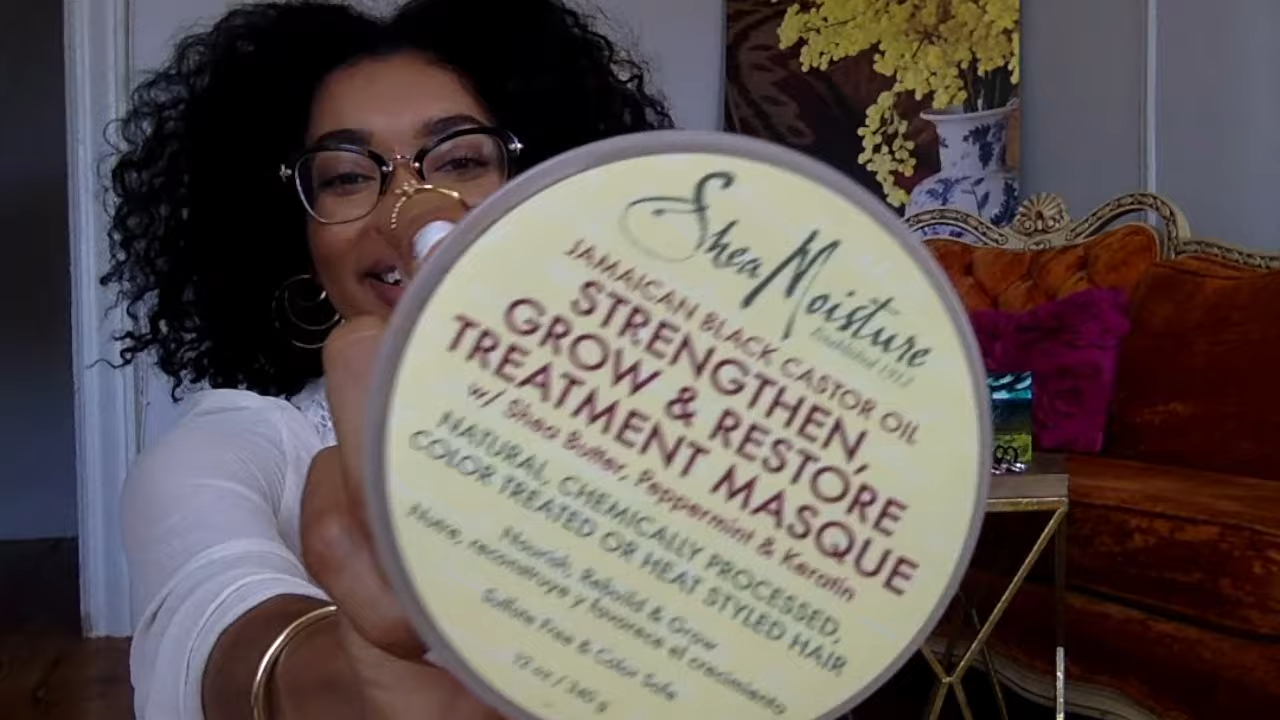 Shea Moisture
Established 1912
JAMAICAN BLACK CASTOR OIL
STRENGTHEN,
GROW & RESTORE
TREATMENT MASQUE
w/ Shea Butter, Peppermint & Keratin
NATURAL, CHEMICALLY PROCESSED,
COLOR TREATED OR HEAT STYLED HAIR
Nourish, Rebuild & Grow
Nutre, reconstruye y favorece el crecimiento
Sulfate Free & Color Safe
12 oz / 340 g